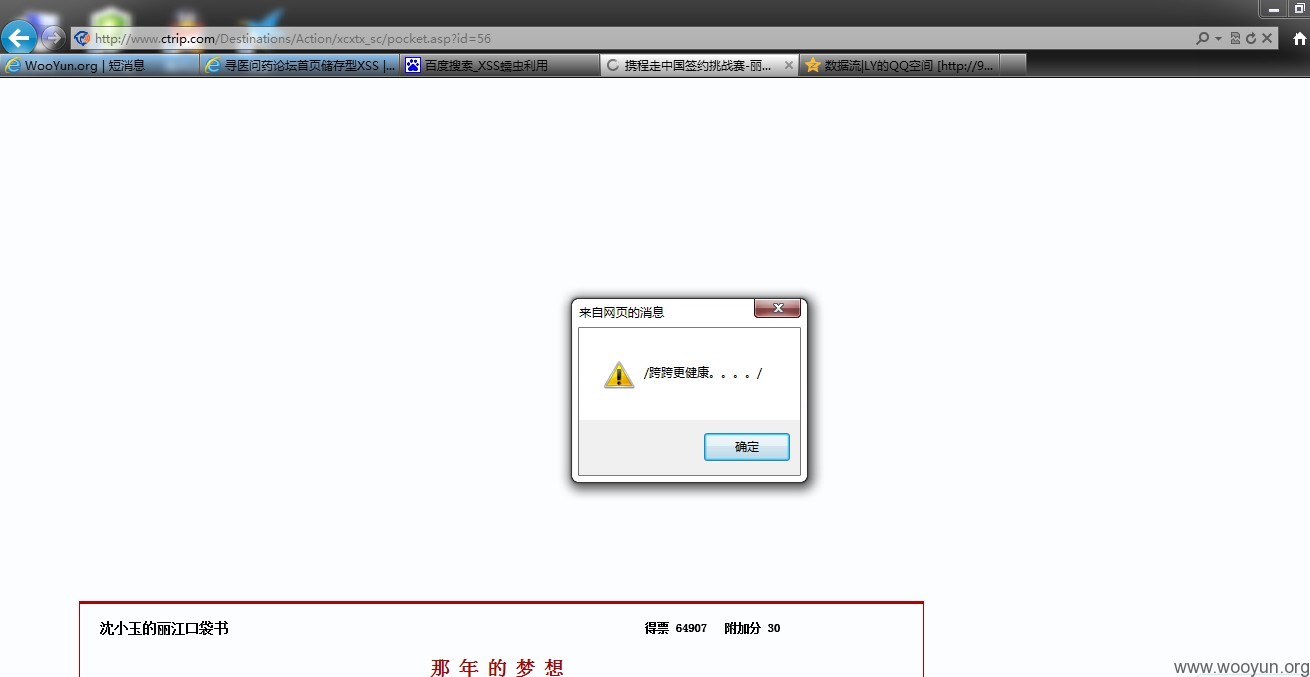 http://www.ctrip.com/Destinations/Action/xcxtx_sc/pocket.asp?id=56
WooYun.org | 短消息
寻医问药论坛首页储存型XSS |...
百度搜索_XSS蠕虫利用
携程走中国签约挑战赛-丽...
数据流|LY的QQ空间 [http://9...
来自网页的消息
/跨跨更健康。。。。/
确定
沈小玉的丽江口袋书 得票 64907 附加分 30
那年的梦想
www.wooyun.org